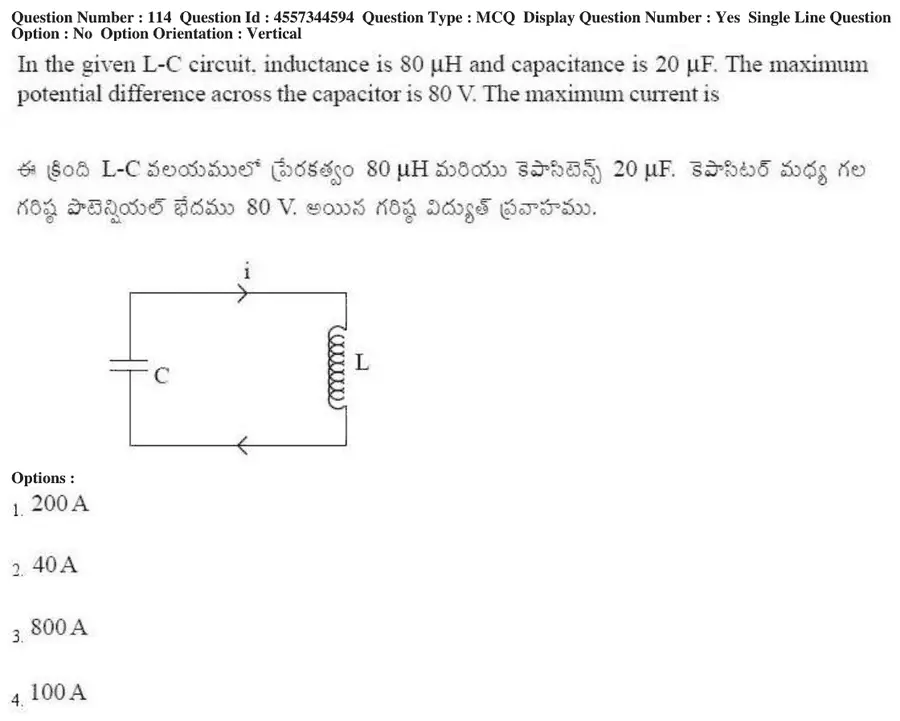 Question Number : 114 Question Id : 4557344594 Question Type : MCQ Display Question Number : Yes Single Line Question
Option : No Option Orientation : Vertical
In the given L-C circuit. inductance is 80 μH and capacitance is 20 μF. The maximum
potential difference across the capacitor is 80 V. The maximum current is
ఈ క్రింది L-C వలయములో ప్రేరకత్వం 80 μH మరియు కెపాసిటెన్స్ 20 μF. కెపాసిటర్ మధ్య గల
గరిష్ఠ పొటెన్షియల్ భేదము 80 V. అయిన గరిష్ఠ విద్యుత్ ప్రవాహము.
i
C
L
Options :
1. 200 A
2. 40 A
3. 800 A
4. 100 A